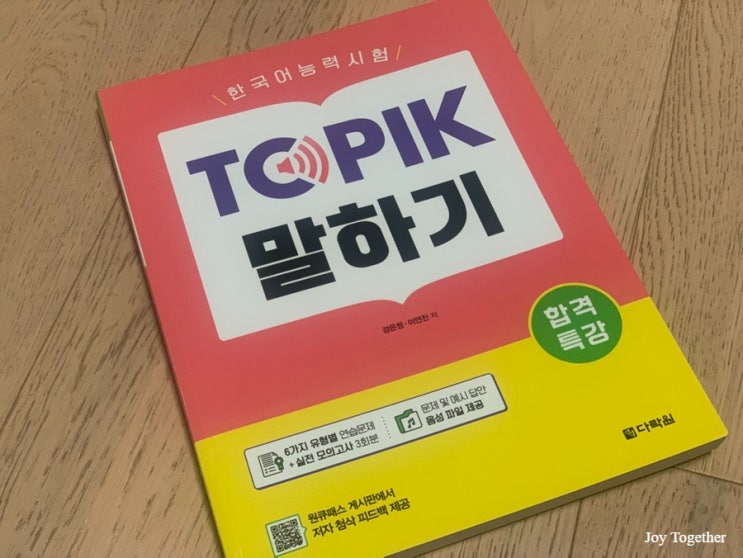 한국어능력시험
TOPIK
말하기
강은정·이연진 저
합격
특강
6가지 유형별 연습문제
+ 실전 모의고사 3회분
문제 및 예시 답안
음성 파일 제공
다락원
원큐패스 게시판에서
저자 첨삭 피드백 제공
Joy Together